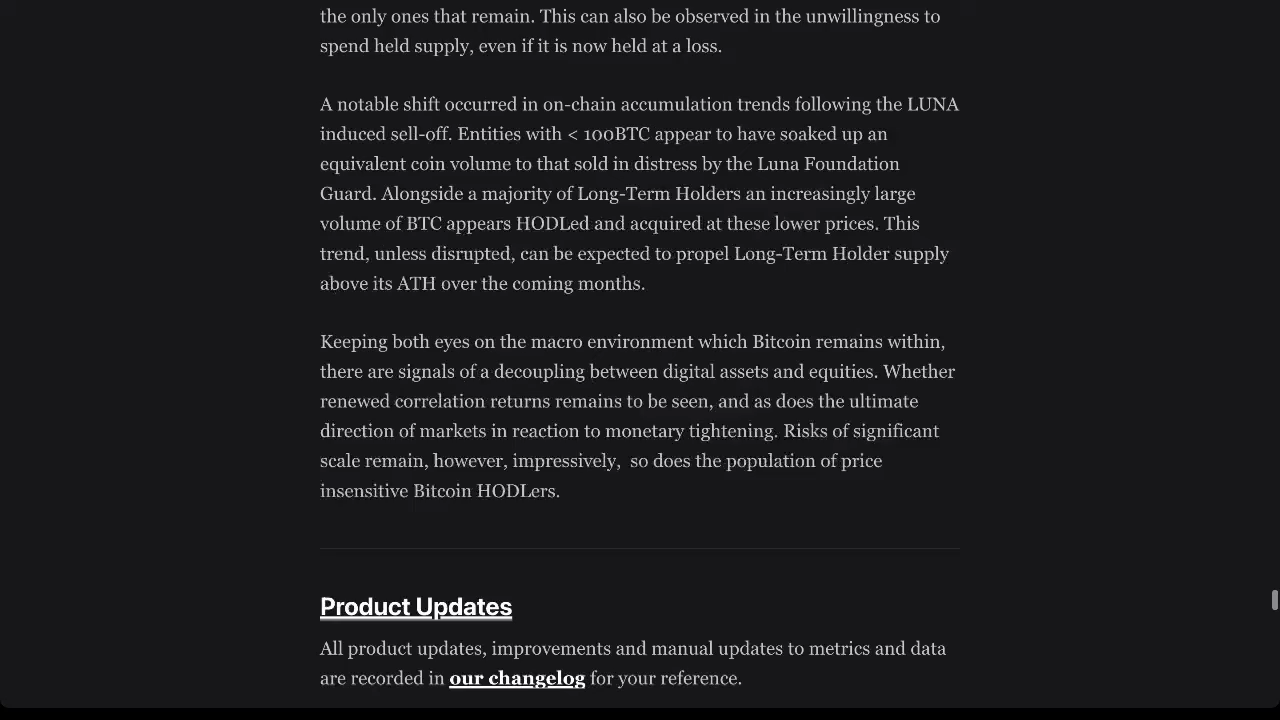 the only ones that remain. This can also be observed in the unwillingness to
spend held supply, even if it is now held at a loss.
A notable shift occurred in on-chain accumulation trends following the LUNA
induced sell-off. Entities with < 100BTC appear to have soaked up an
equivalent coin volume to that sold in distress by the Luna Foundation
Guard. Alongside a majority of Long-Term Holders an increasingly large
volume of BTC appears HODLed and acquired at these lower prices. This
trend, unless disrupted, can be expected to propel Long-Term Holder supply
above its ATH over the coming months.
Keeping both eyes on the macro environment which Bitcoin remains within,
there are signals of a decoupling between digital assets and equities. Whether
renewed correlation returns remains to be seen, and as does the ultimate
direction of markets in reaction to monetary tightening. Risks of significant
scale remain, however, impressively,  so does the population of price
insensitive Bitcoin HODLers.
Product Updates
All product updates, improvements and manual updates to metrics and data
are recorded in our changelog for your reference.